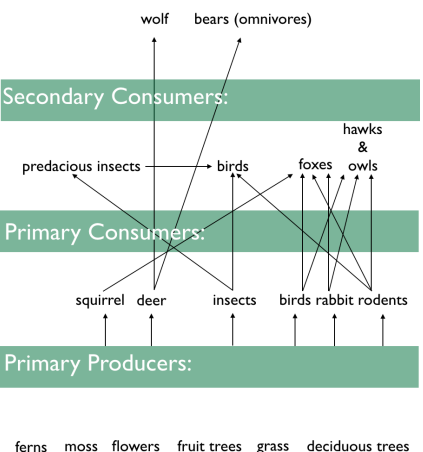 wolf bears (omnivores)
Secondary Consumers:
hawks
&
predacious insects birds foxes owls
Primary Consumers:
squirrel deer insects birds rabbit rodents
Primary Producers:
ferns moss flowers fruit trees grass deciduous trees